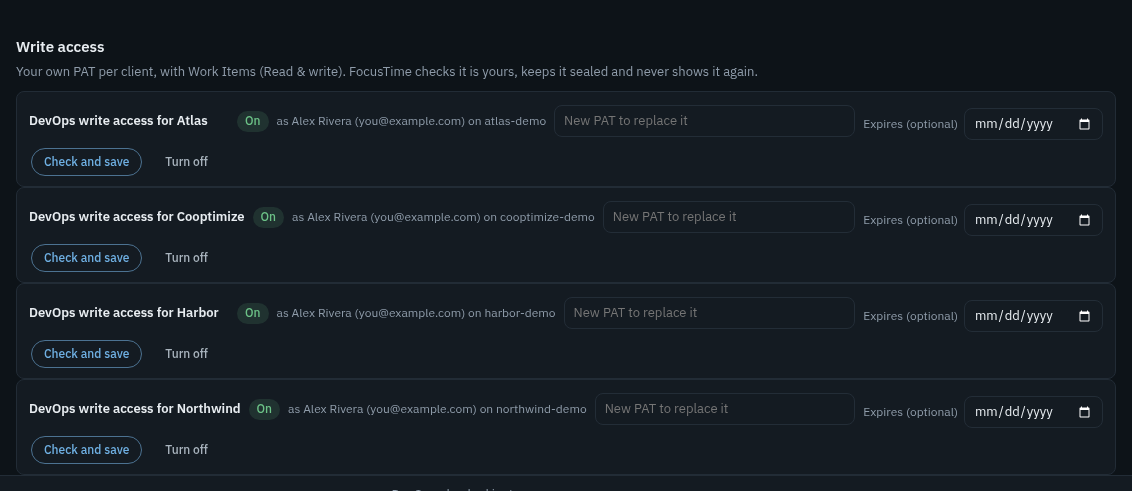 Write access
Your own PAT per client, with Work Items (Read & write). FocusTime checks it is yours, keeps it sealed and never shows it again.
DevOps write access for Atlas On as Alex Rivera (you@example.com) on atlas-demo New PAT to replace it Expires (optional) mm/dd/yyyy
Check and save Turn off
DevOps write access for Cooptimize On as Alex Rivera (you@example.com) on cooptimize-demo New PAT to replace it Expires (optional) mm/dd/yyyy
Check and save Turn off
DevOps write access for Harbor On as Alex Rivera (you@example.com) on harbor-demo New PAT to replace it Expires (optional) mm/dd/yyyy
Check and save Turn off
DevOps write access for Northwind On as Alex Rivera (you@example.com) on northwind-demo New PAT to replace it Expires (optional) mm/dd/yyyy
Check and save Turn off